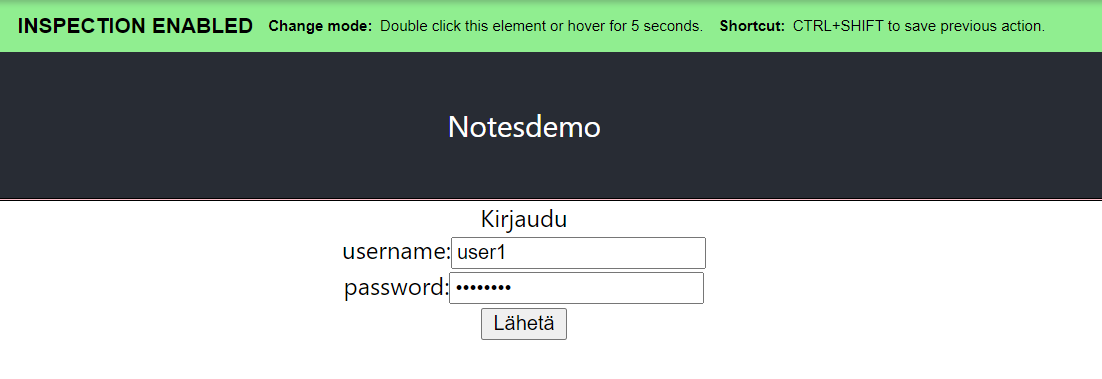 INSPECTION ENABLED Change mode: Double click this element or hover for 5 seconds. Shortcut: CTRL+SHIFT to save previous action.
Notesdemo
Kirjaudu
username: user1
password: ••••••••
Lähetä